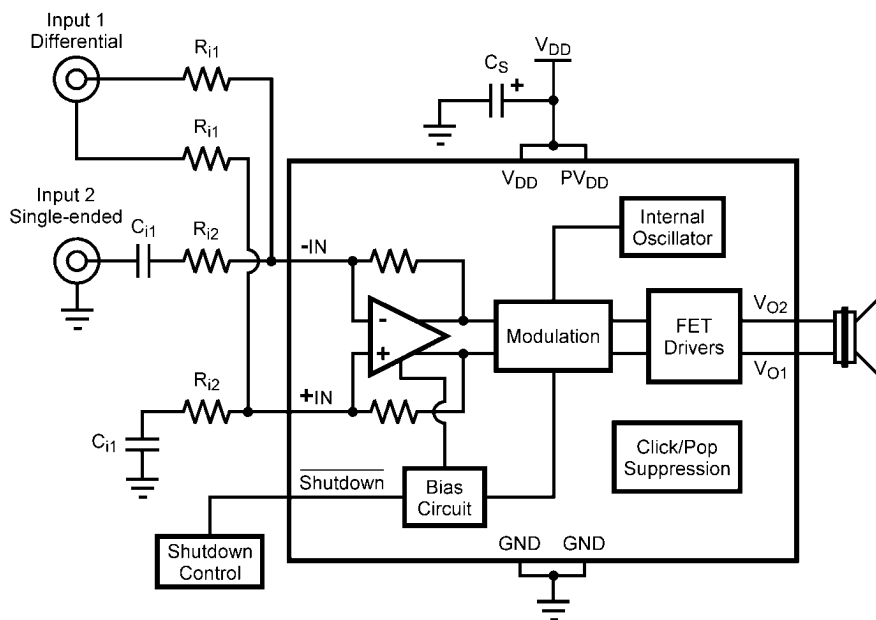 Input 1
Differential
Ri1
Ri1
Input 2
Single-ended
Ci1
Ri2
-IN
CS
+
VDD
VDD
PVDD
Internal
Oscillator
-
+
Modulation
FET
Drivers
VO2
VO1
Ri2
+IN
Ci1
Shutdown
Bias
Circuit
Click/Pop
Suppression
Shutdown
Control
GND
GND